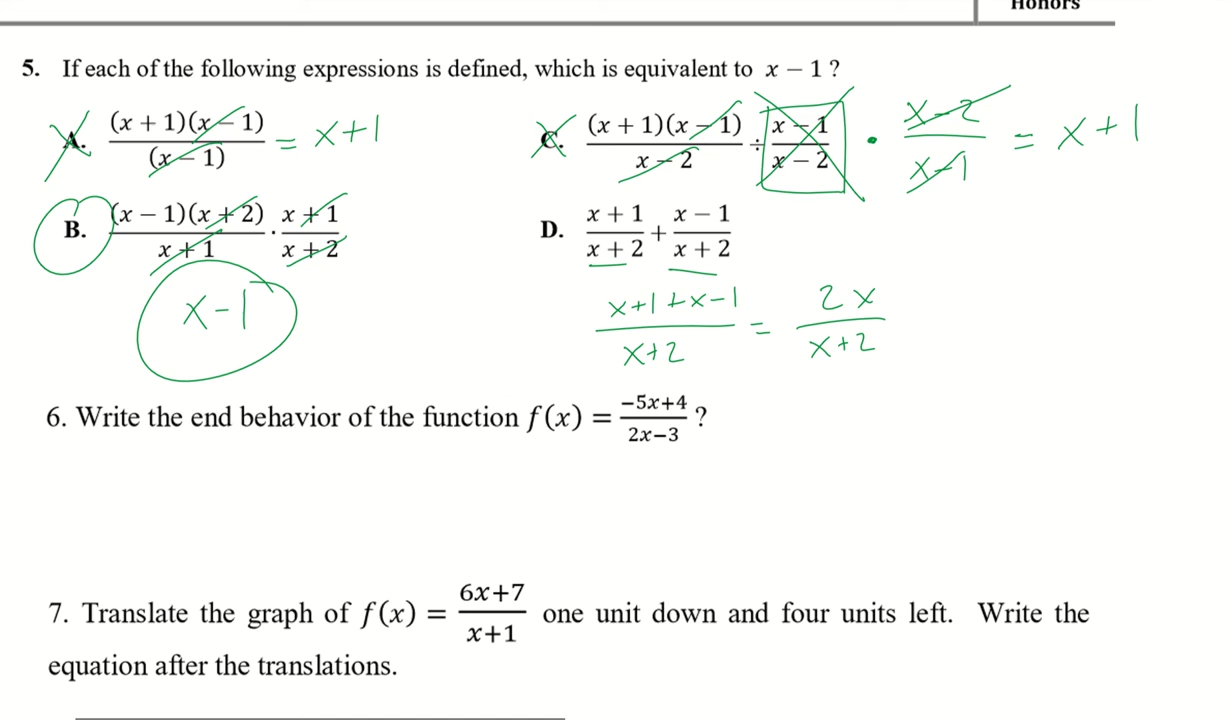 Honors
5. If each of the following expressions is defined, which is equivalent to x − 1 ?
A. (x + 1)(x − 1) / (x − 1) = x+1
C. (x + 1)(x − 1) / x − 2 ÷ x − 1 / x − 2 • x-2 / x-1 = x+1
B. (x − 1)(x + 2) / x + 1 · x + 1 / x + 2
D. x + 1 / x + 2 + x − 1 / x + 2
x-1
x+1+x-1 / x+2 = 2x / x+2
6. Write the end behavior of the function f(x) = −5x+4 / 2x−3 ?
7. Translate the graph of f(x) = 6x+7 / x+1 one unit down and four units left. Write the
equation after the translations.